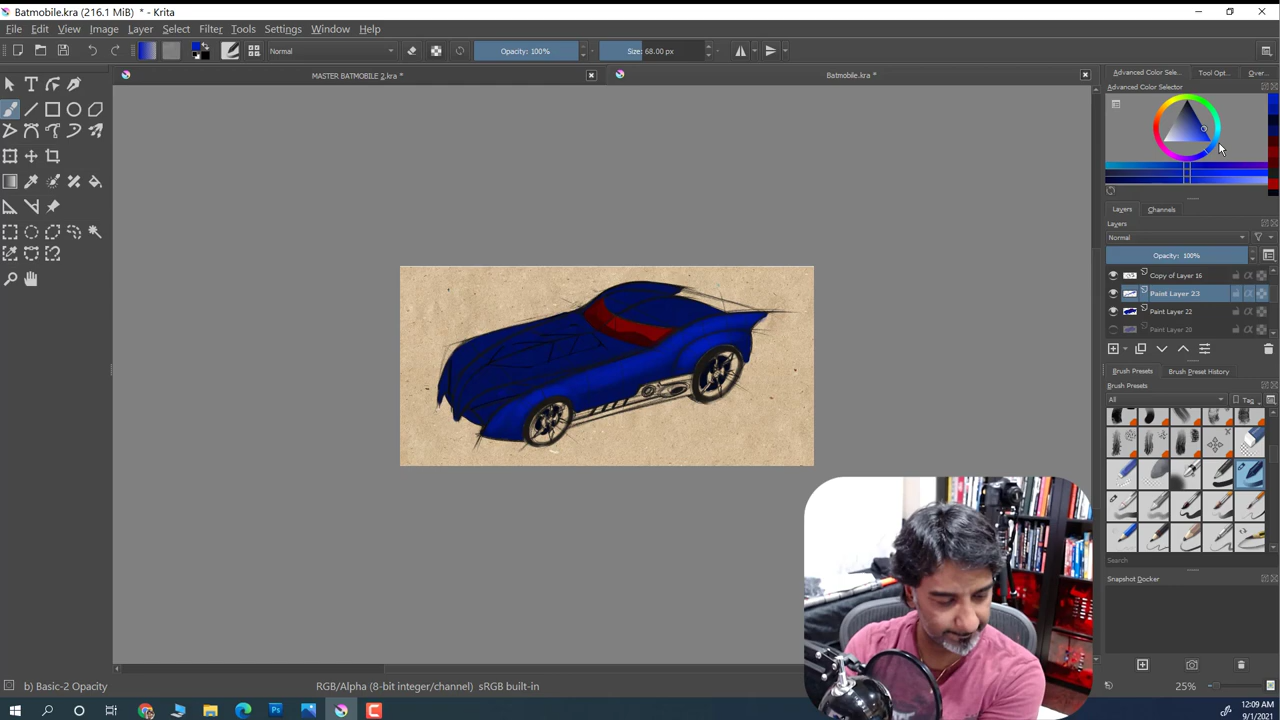 Batmobile.kra (216.1 MiB) * - Krita
File Edit View Image Layer Select Filter Tools Settings Window Help
Normal Opacity: 100% Size: 68.00 px
MASTER BATMOBILE 2.kra * Batmobile.kra *
Advanced Color Sele... Tool Opt... Over...
Advanced Color Selector
Layers Channels
Layers
Normal
Opacity: 100%
Copy of Layer 16
Paint Layer 23
Paint Layer 22
Paint Layer 20
Brush Presets Brush Preset History
Brush Presets
All Tag
Search
Snapshot Docker
b) Basic-2 Opacity RGB/Alpha (8-bit integer/channel) sRGB built-in 25%
12:09 AM
9/1/2021